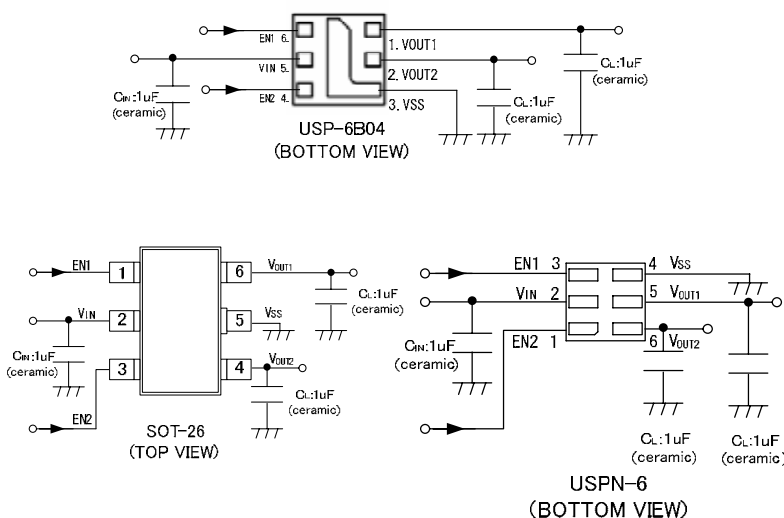 EN1 6.
1. VOUT1
VIN 5.
2. VOUT2
CIN:1uF
(ceramic)
EN2 4.
3. VSS
CL:1uF
(ceramic)
CL:1uF
(ceramic)
USP-6B04
(BOTTOM VIEW)
EN1
1
6
VOUT1
CL:1uF
(ceramic)
VIN
2
5
VSS
CIN:1uF
(ceramic)
3
4
VOUT2
CL:1uF
(ceramic)
EN2
SOT-26
(TOP VIEW)
EN1 3
4 VSS
VIN 2
5 VOUT1
CIN:1uF
(ceramic)
EN2 1
6 VOUT2
CL:1uF
(ceramic)
CL:1uF
(ceramic)
USPN-6
(BOTTOM VIEW)